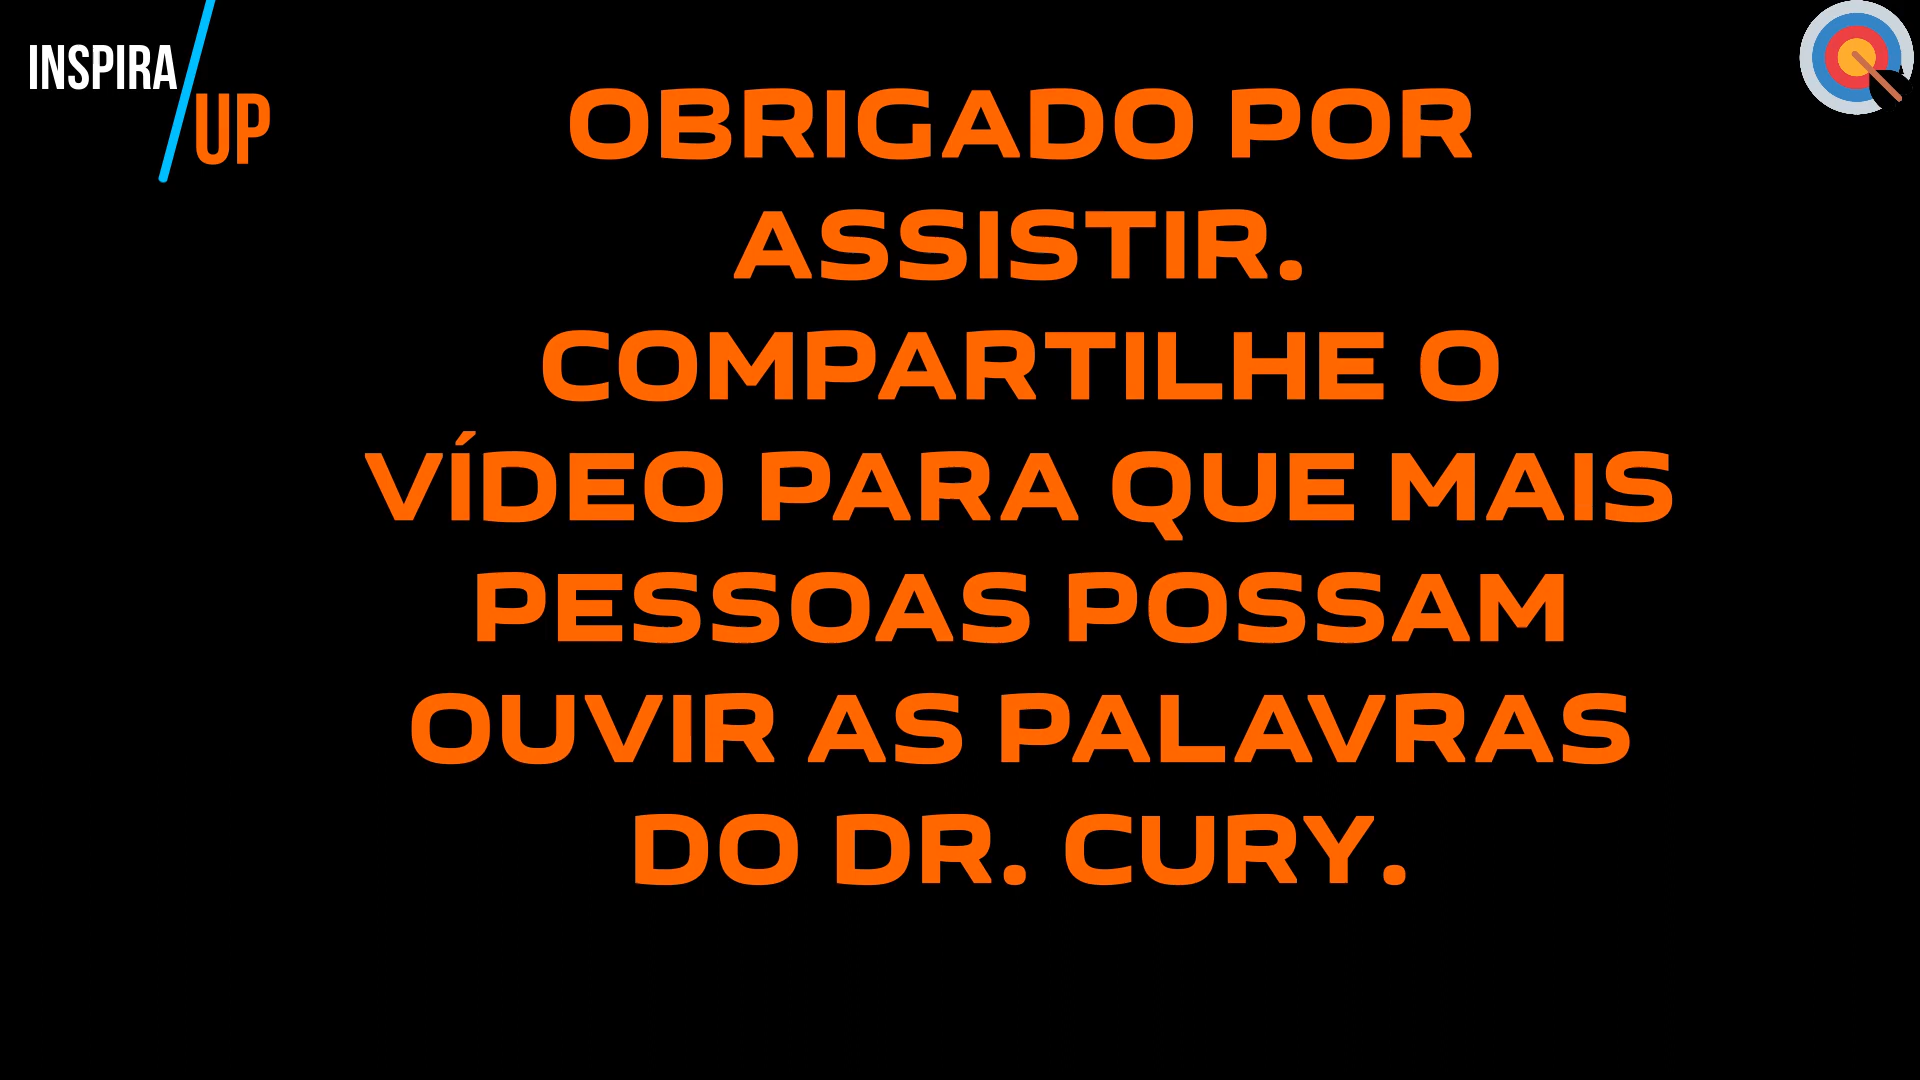 INSPIRA
UP
OBRIGADO POR
ASSISTIR.
COMPARTILHE O
VÍDEO PARA QUE MAIS
PESSOAS POSSAM
OUVIR AS PALAVRAS
DO DR. CURY.